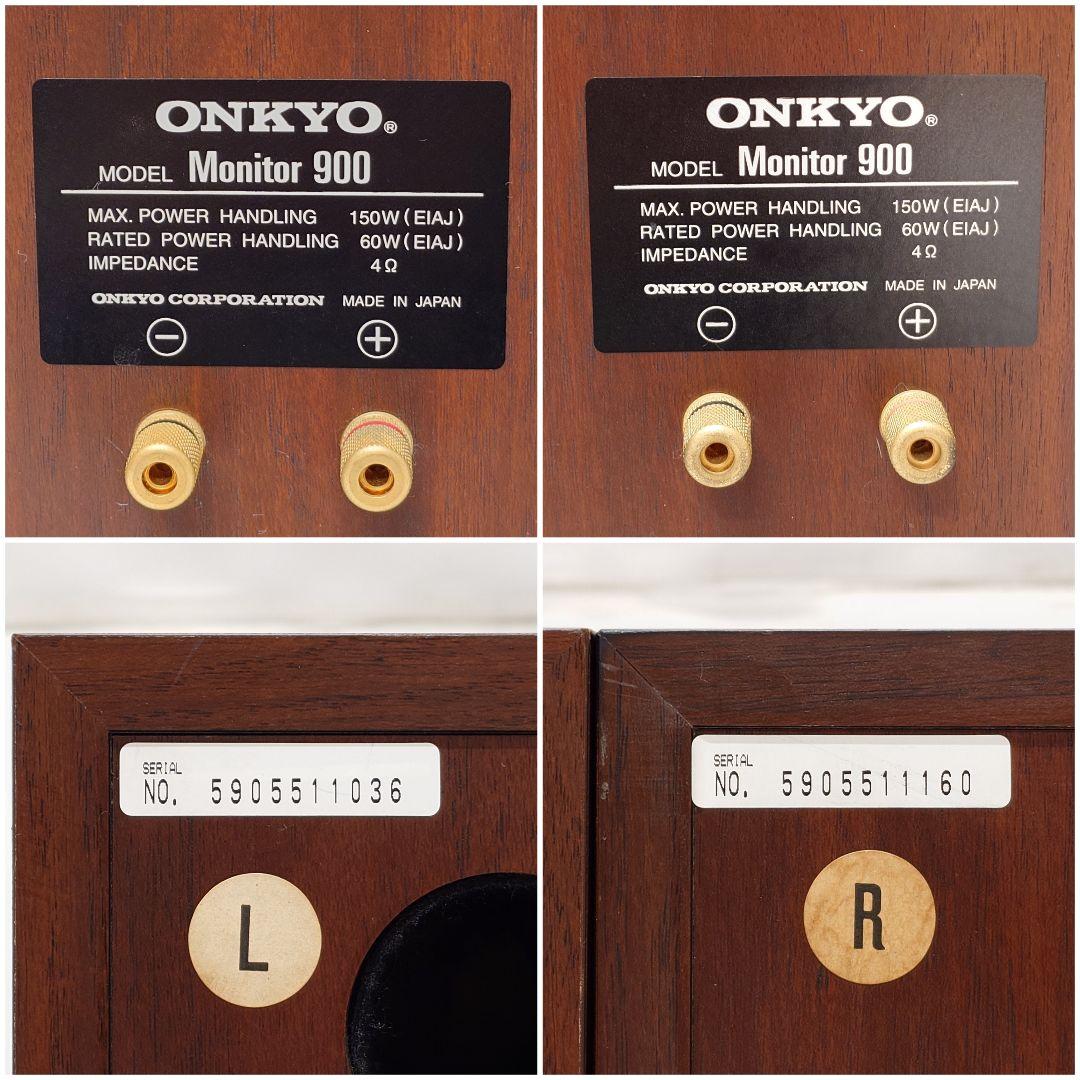 ONKYO®
MODEL Monitor 900
MAX. POWER HANDLING 150W (EIAJ)
RATED POWER HANDLING 60W (EIAJ)
IMPEDANCE 4Ω
ONKYO CORPORATION MADE IN JAPAN
− +
ONKYO®
MODEL Monitor 900
MAX. POWER HANDLING 150W (EIAJ)
RATED POWER HANDLING 60W (EIAJ)
IMPEDANCE 4Ω
ONKYO CORPORATION MADE IN JAPAN
− +
SERIAL
NO. 5905511036
L
SERIAL
NO. 5905511160
R